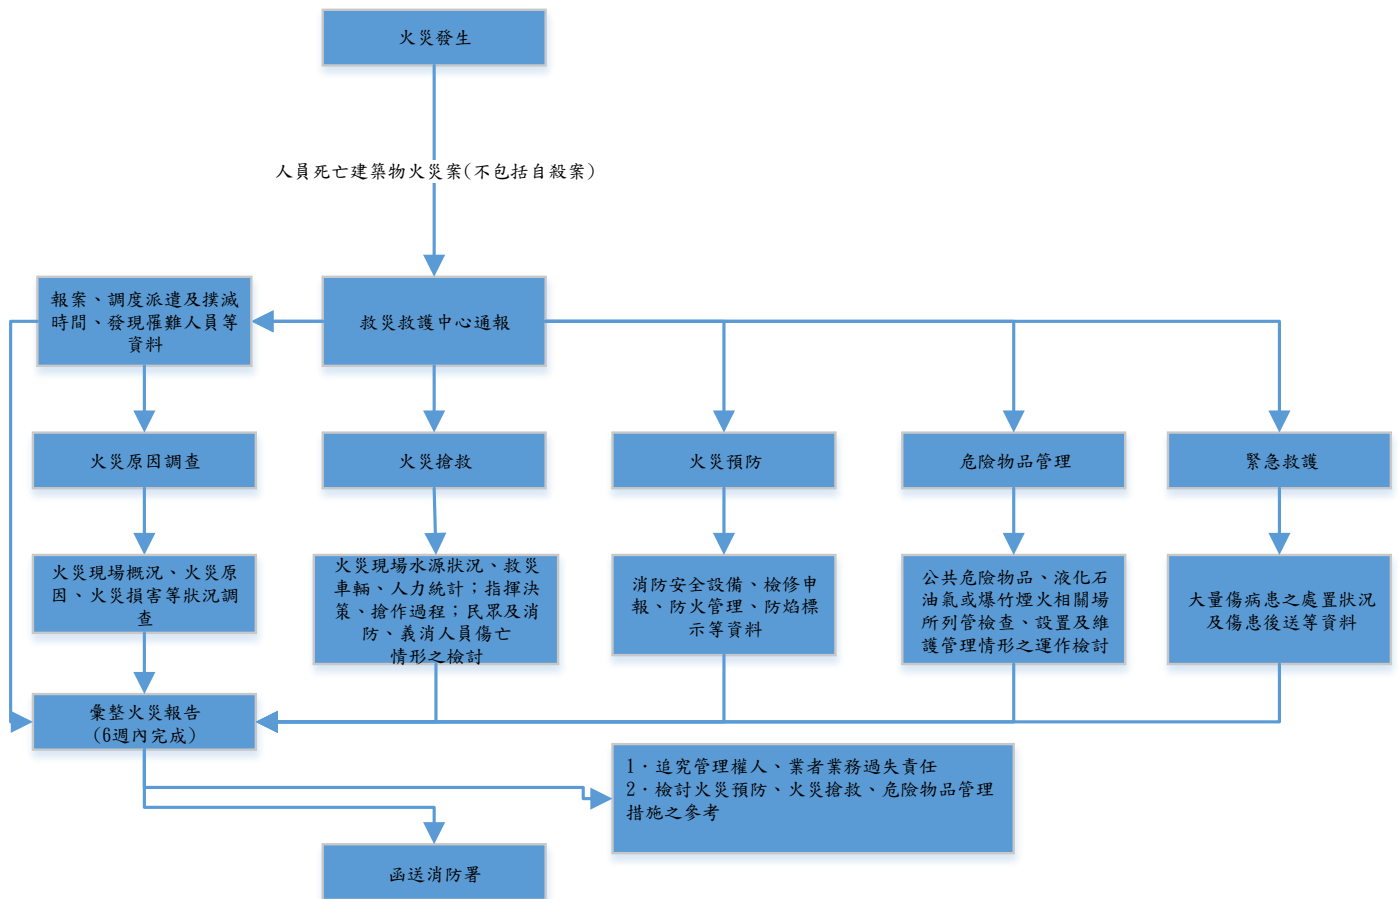 火災發生
人員死亡建築物火災案(不包括自殺案)
報案、調度派遣及撲滅
時間、發現罹難人員等
資料
救災救護中心通報
火災原因調查
火災搶救
火災預防
危險物品管理
緊急救護
火災現場概況、火災原
因、火災損害等狀況調
查
火災現場水源狀況、救災
車輛、人力統計；指揮決
策、搶作過程；民眾及消
防、義消人員傷亡
情形之檢討
消防安全設備、檢修申
報、防火管理、防焰標
示等資料
公共危險物品、液化石
油氣或爆竹煙火相關場
所列管檢查、設置及維
護管理情形之運作檢討
大量傷病患之處置狀況
及傷患後送等資料
彙整火災報告
(6週內完成)
1．追究管理權人、業者業務過失責任
2．檢討火災預防、火災搶救、危險物品管理
措施之參考
函送消防署